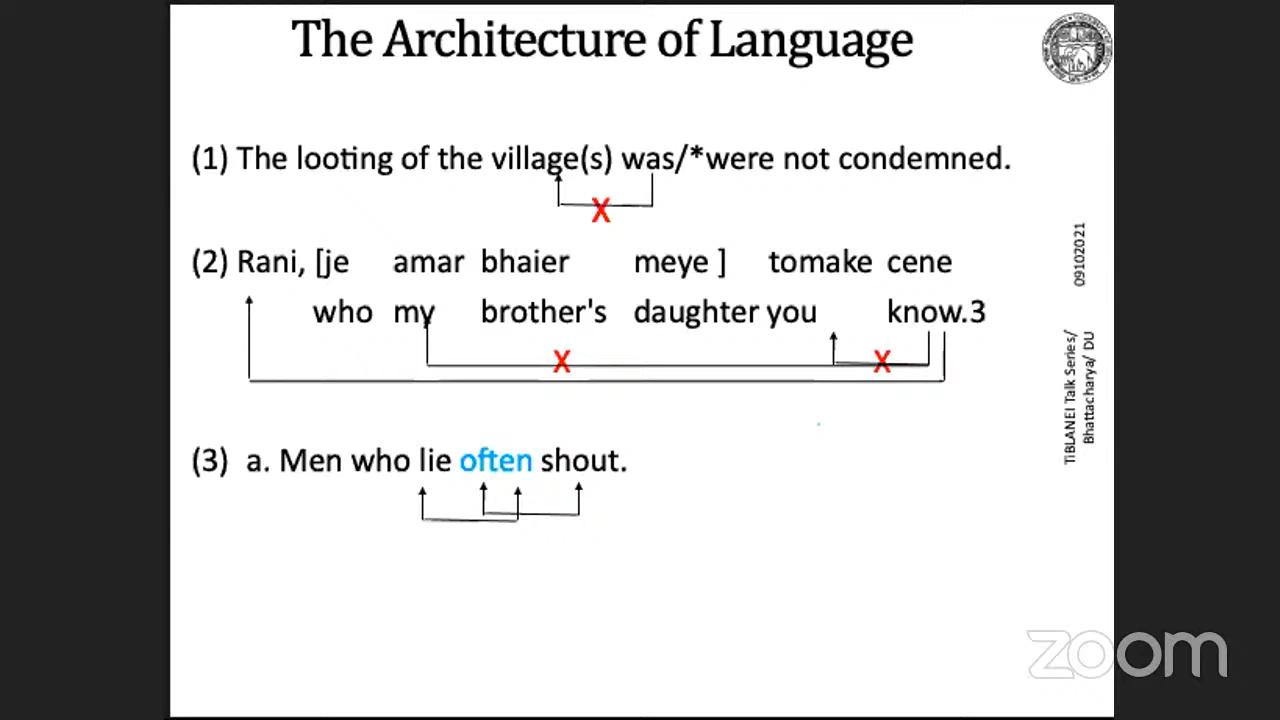 The Architecture of Language
(1) The looting of the village(s) was/*were not condemned.
X
(2) Rani, [je amar bhaier meye ] tomake cene
who my brother's daughter you know.3
X X
(3) a. Men who lie often shout.
TiBLANEI Talk Series/ 09102021
Bhattacharya/ DU
zoom